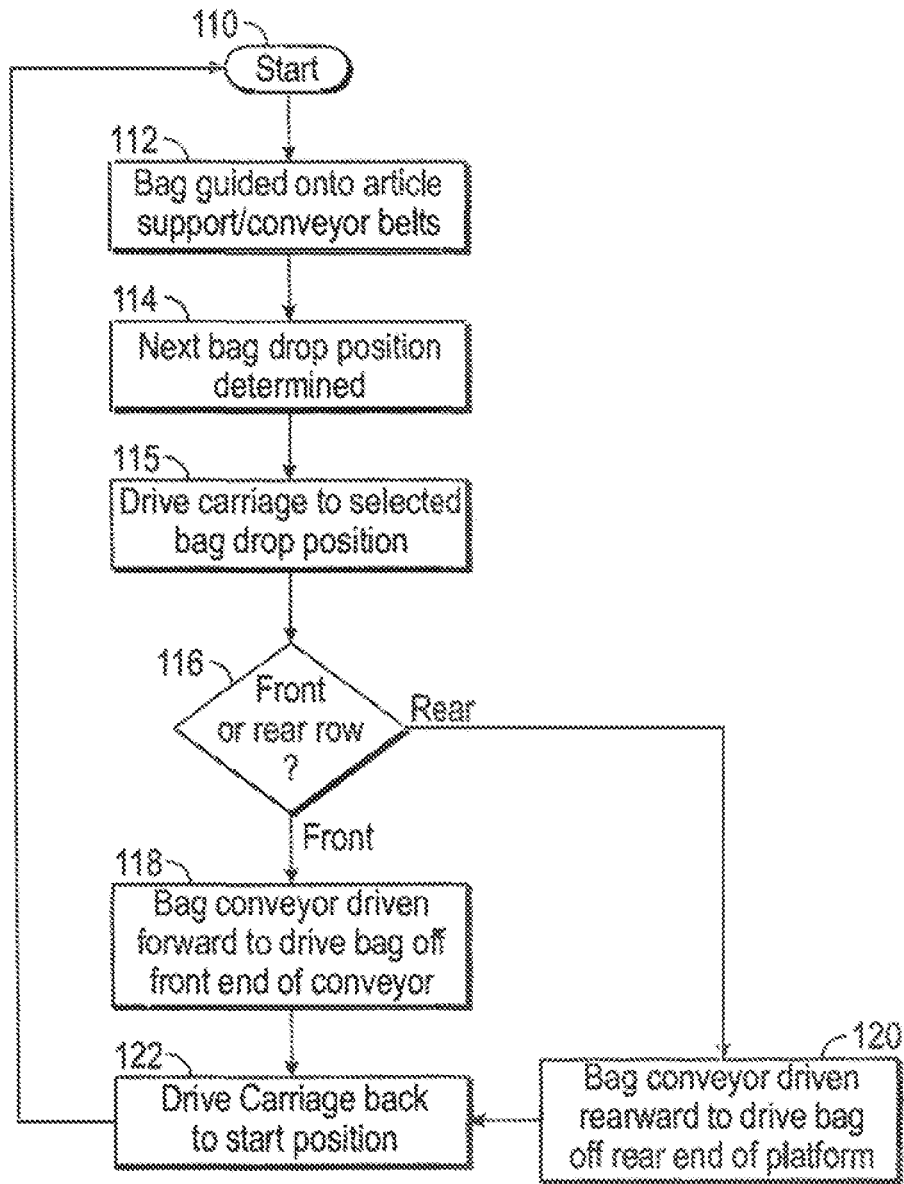 110
Start
112
Bag guided onto article
support/conveyor belts
114
Next bag drop position
determined
115
Drive carriage to selected
bag drop position
116
Front
or rear row
?
Rear
Front
118
Bag conveyor driven
forward to drive bag off
front end of conveyor
120
Bag conveyor driven
rearward to drive bag
off rear end of platform
122
Drive Carriage back
to start position